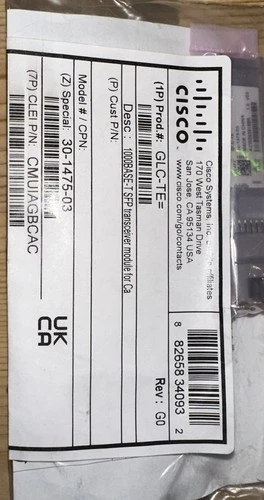 CISCO
Cisco Systems, Inc.
170 West Tasman Drive
San Jose, CA 95134 USA
www.cisco.com/go/contacts
8 82658 34093 2
(1P) Prod.#: GLC-TE=
Rev: G0
Desc: 1000BASE-T SFP transceiver module for Ca
(P) Cust P/N:
Model # / CPN:
(Z) Special: 30-1475-03
UK
CA
(7P) CLEI P/N: CMUIAGBCAC